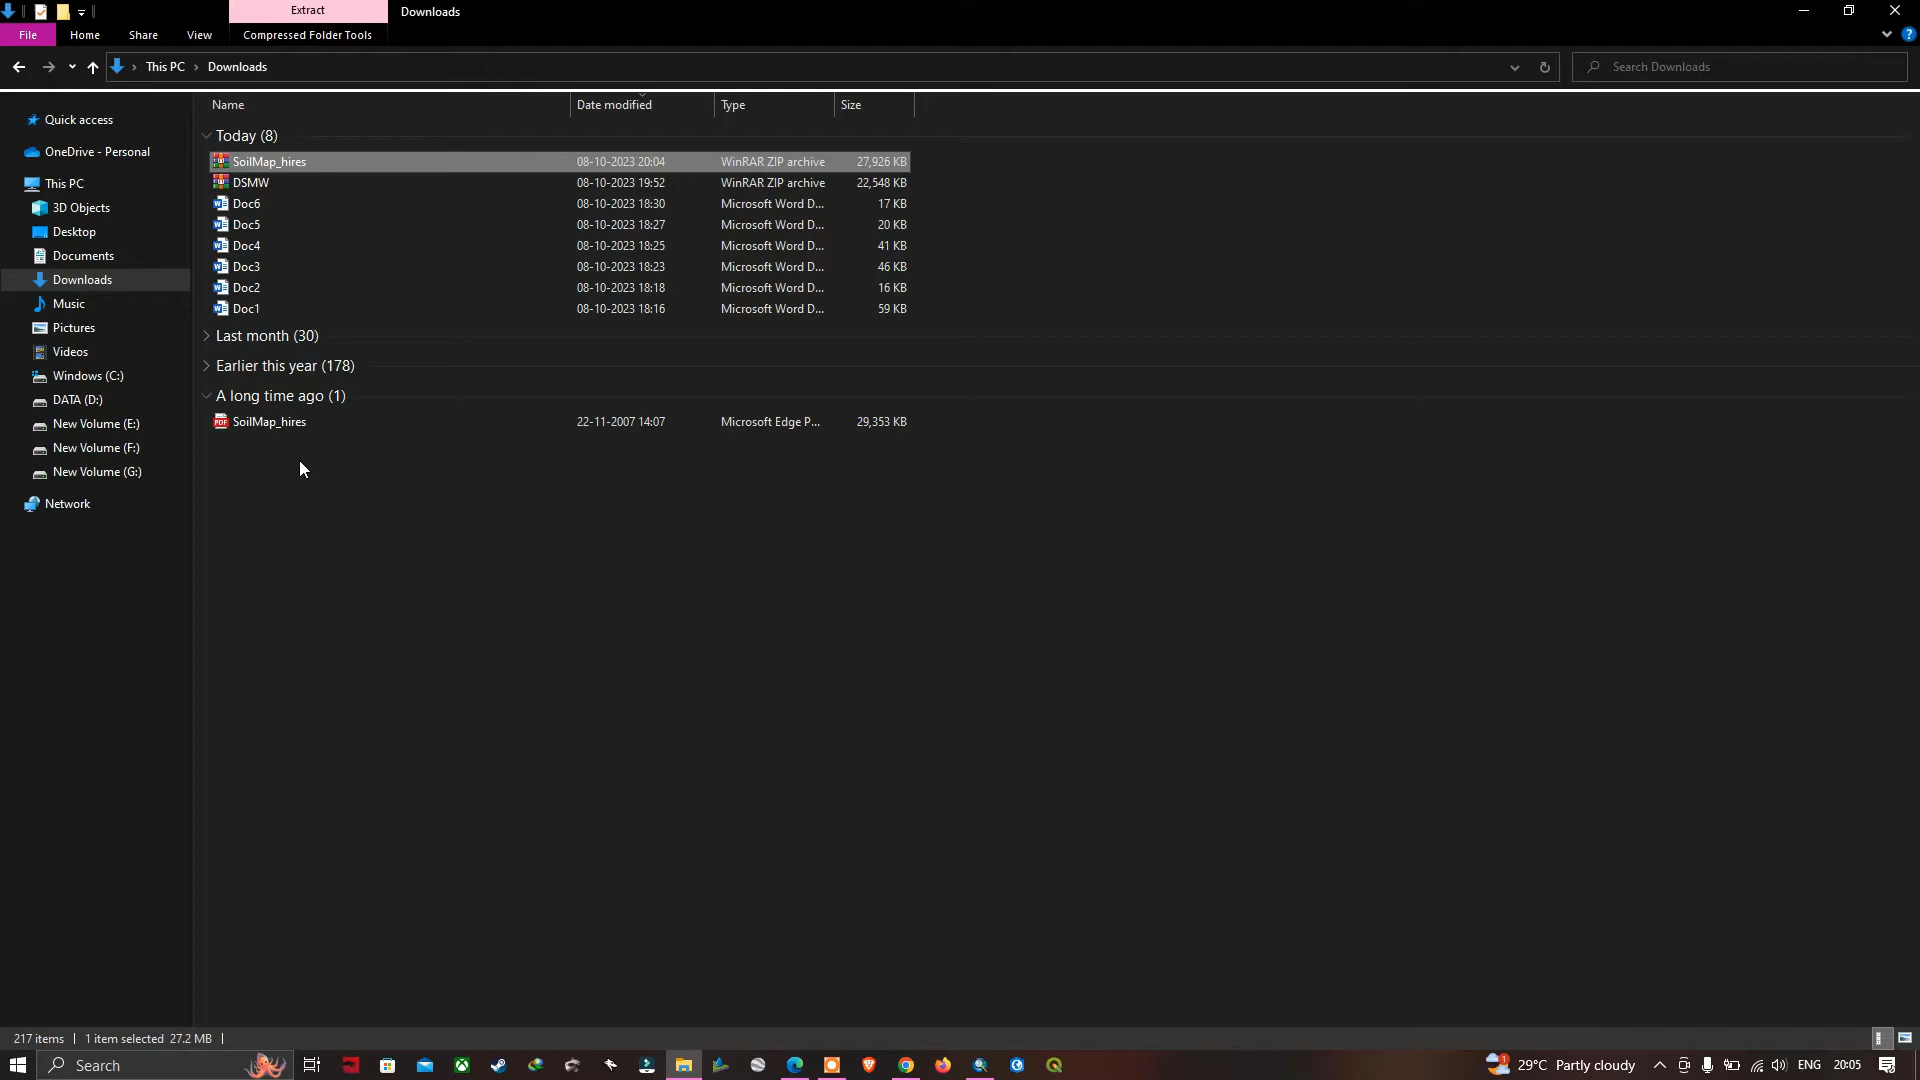 Extract
Downloads
File
Home
Share
View
Compressed Folder Tools
This PC
Downloads
Search Downloads
Name
Date modified
Type
Size
Quick access
OneDrive - Personal
This PC
3D Objects
Desktop
Documents
Downloads
Music
Pictures
Videos
Windows (C:)
DATA (D:)
New Volume (E:)
New Volume (F:)
New Volume (G:)
Network
Today (8)
SoilMap_hires 08-10-2023 20:04 WinRAR ZIP archive 27,926 KB
DSMW 08-10-2023 19:52 WinRAR ZIP archive 22,548 KB
Doc6 08-10-2023 18:30 Microsoft Word D... 17 KB
Doc5 08-10-2023 18:27 Microsoft Word D... 20 KB
Doc4 08-10-2023 18:25 Microsoft Word D... 41 KB
Doc3 08-10-2023 18:23 Microsoft Word D... 46 KB
Doc2 08-10-2023 18:18 Microsoft Word D... 16 KB
Doc1 08-10-2023 18:16 Microsoft Word D... 59 KB
Last month (30)
Earlier this year (178)
A long time ago (1)
PDF SoilMap_hires 22-11-2007 14:07 Microsoft Edge P... 29,353 KB
217 items 1 item selected 27.2 MB
Search
1 29°C Partly cloudy ENG 20:05